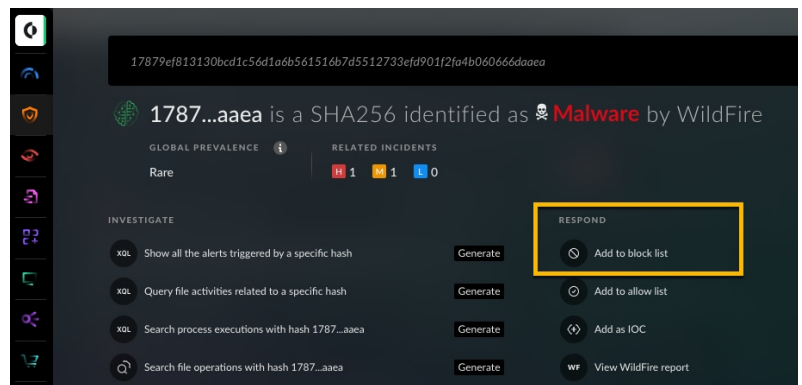 17879ef813130bcd1c56d1a6b561516b7d5512733efd901f2fa4b060666daaea
1787...aaea is a SHA256 identified as Malware by WildFire
GLOBAL PREVALENCE i RELATED INCIDENTS
Rare H 1 M 1 L 0
INVESTIGATE RESPOND
XQL Show all the alerts triggered by a specific hash Generate Add to block list
XQL Query file activities related to a specific hash Generate Add to allow list
XQL Search process executions with hash 1787...aaea Generate Add as IOC
Search file operations with hash 1787...aaea Generate WF View WildFire report